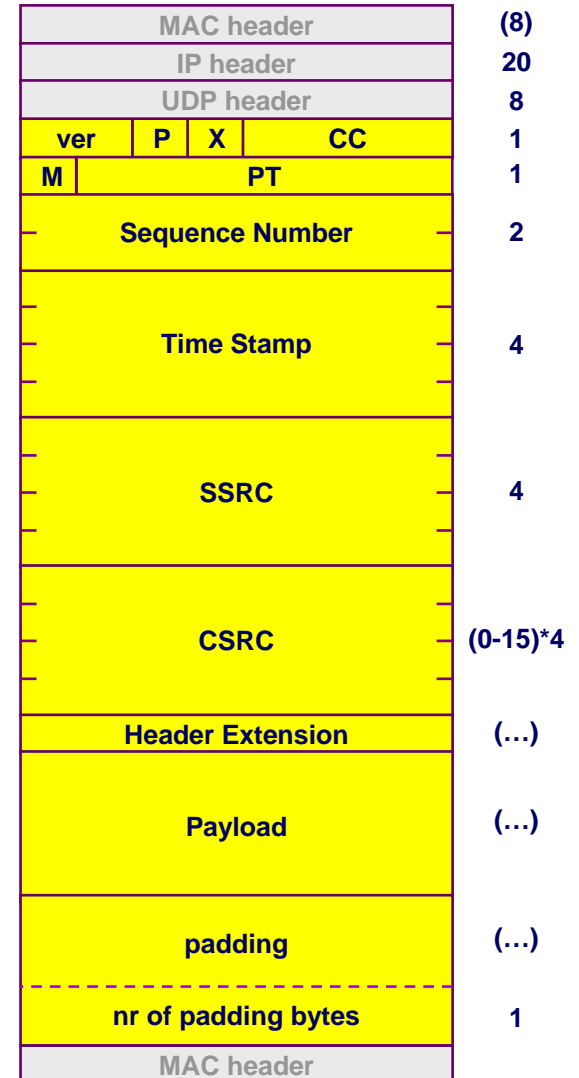 MAC header (8)
IP header 20
UDP header 8
ver P X CC 1
M PT 1
Sequence Number 2
Time Stamp 4
SSRC 4
CSRC (0-15)*4
Header Extension (...)
Payload (...)
padding (...)
nr of padding bytes 1
MAC header